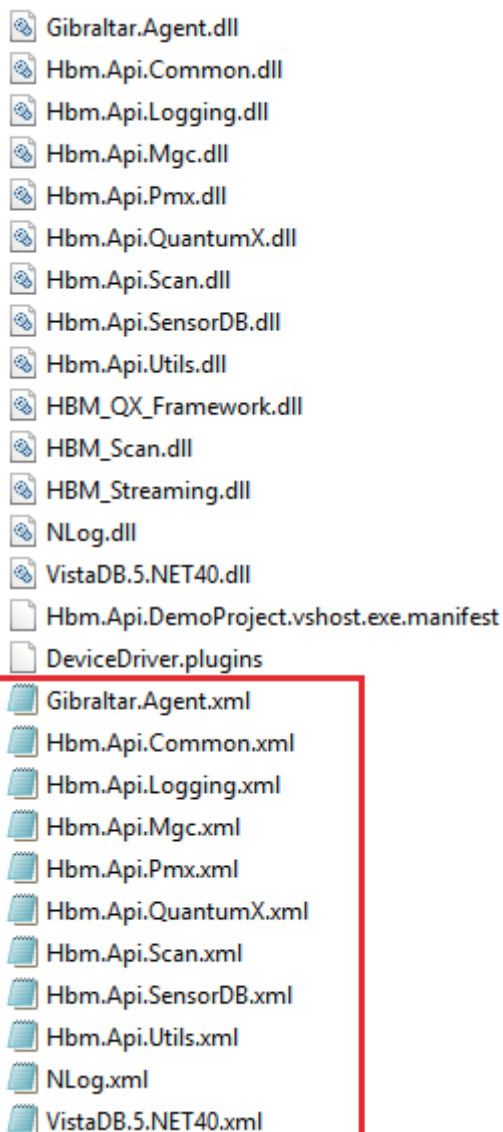 Gibraltar.Agent.dll
Hbm.Api.Common.dll
Hbm.Api.Logging.dll
Hbm.Api.Mgc.dll
Hbm.Api.Pmx.dll
Hbm.Api.QuantumX.dll
Hbm.Api.Scan.dll
Hbm.Api.SensorDB.dll
Hbm.Api.Utils.dll
HBM_QX_Framework.dll
HBM_Scan.dll
HBM_Streaming.dll
NLog.dll
VistaDB.5.NET40.dll
Hbm.Api.DemoProject.vshost.exe.manifest
DeviceDriver.plugins
Gibraltar.Agent.xml
Hbm.Api.Common.xml
Hbm.Api.Logging.xml
Hbm.Api.Mgc.xml
Hbm.Api.Pmx.xml
Hbm.Api.QuantumX.xml
Hbm.Api.Scan.xml
Hbm.Api.SensorDB.xml
Hbm.Api.Utils.xml
NLog.xml
VistaDB.5.NET40.xml